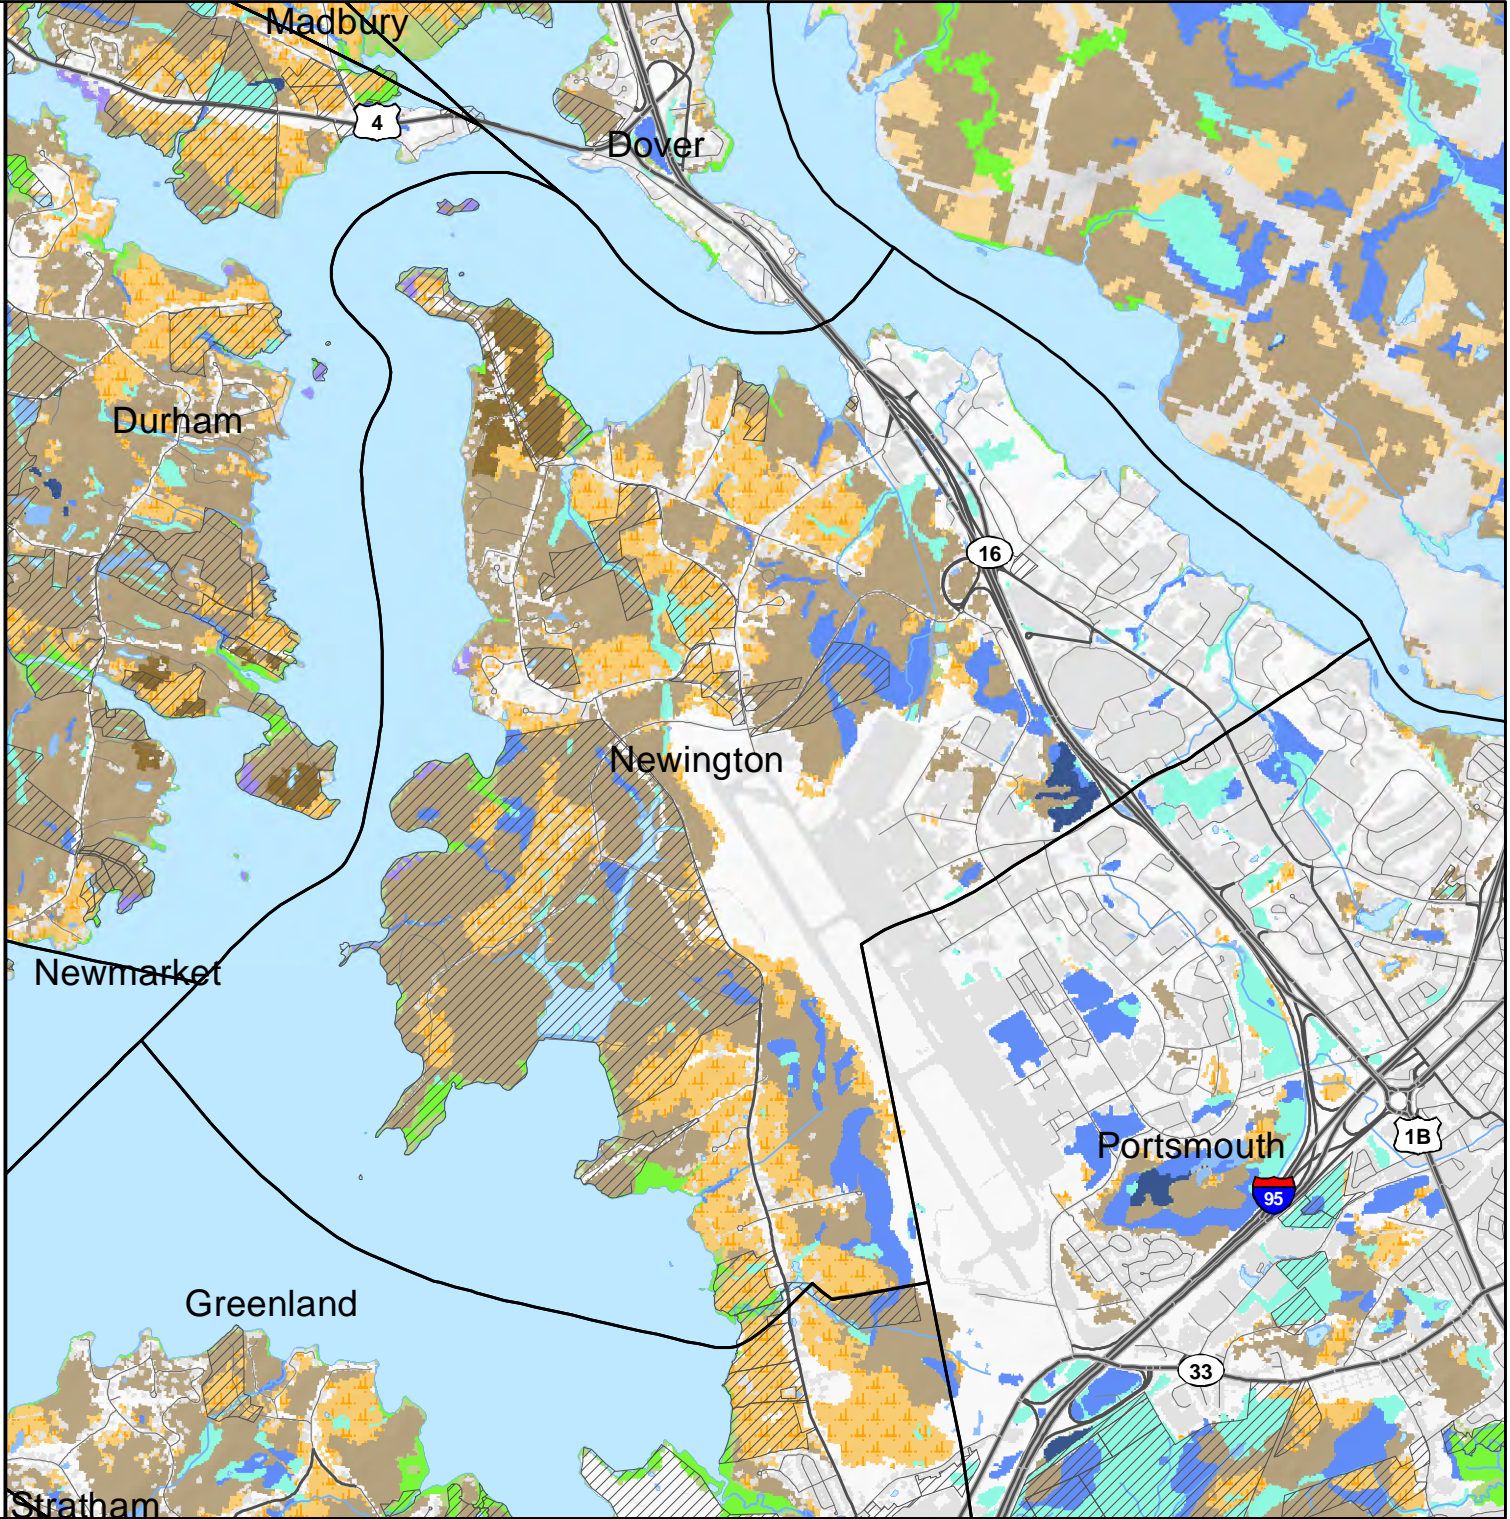 Madbury
4
Dover
Durham
16
Newington
Newmarket
1B
Portsmouth
95
Greenland
33
Stratham